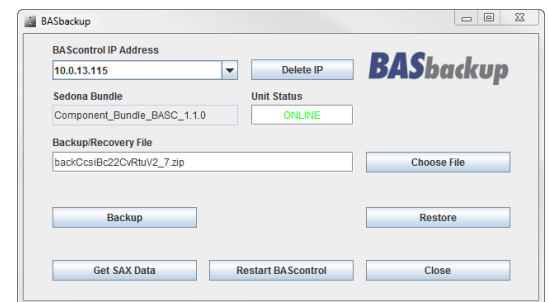 BASbackup
BAScontrol IP Address
10.0.13.115
Delete IP
BASbackup
Sedona Bundle
Unit Status
Component_Bundle_BASC_1.1.0
ONLINE
Backup/Recovery File
backCcsiBc22CvRtuV2_7.zip
Choose File
Backup
Restore
Get SAX Data
Restart BAScontrol
Close